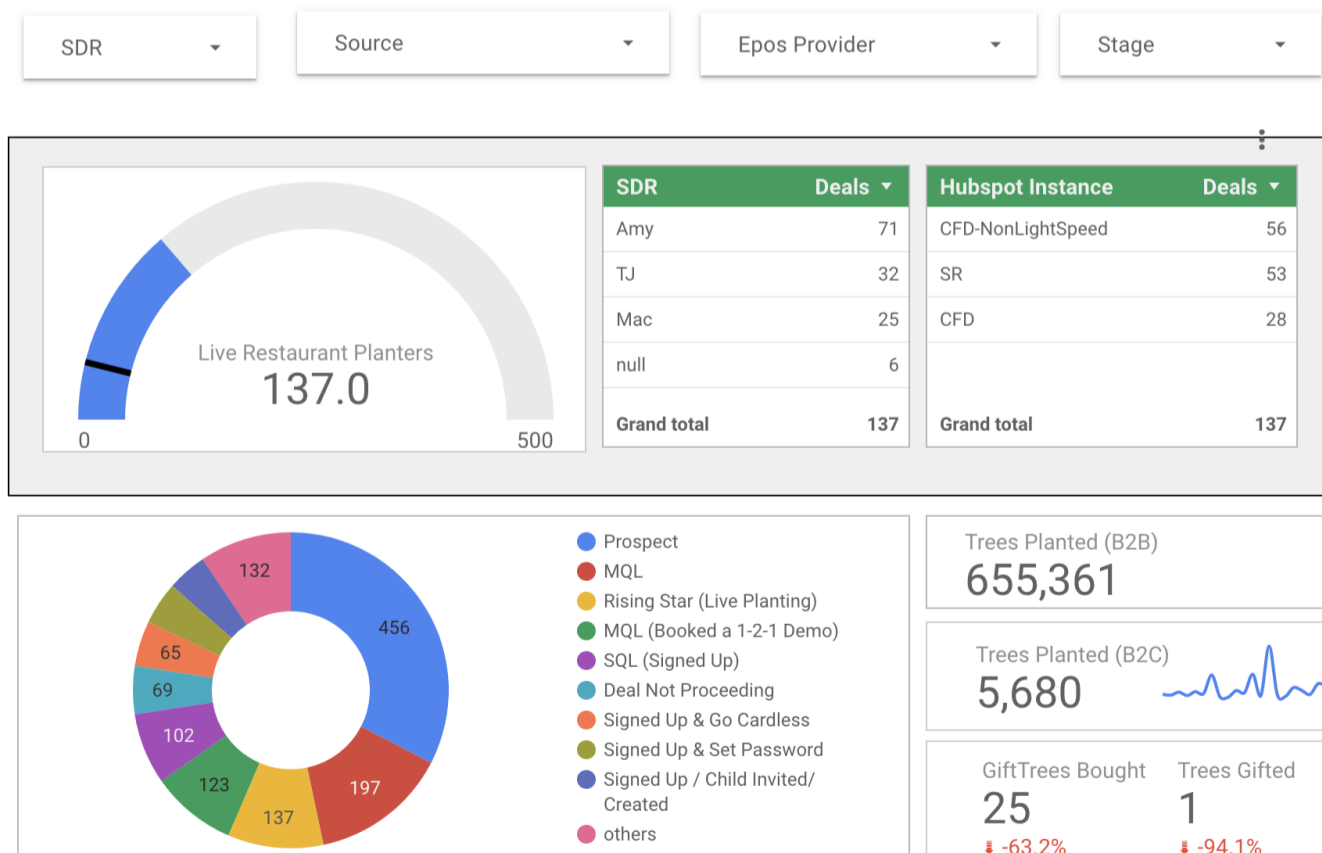 SDR
Source
Epos Provider
Stage
Live Restaurant Planters
137.0
0
500
SDR Deals
Amy 71
TJ 32
Mac 25
null 6
Grand total 137
Hubspot Instance Deals
CFD-NonLightSpeed 56
SR 53
CFD 28
Grand total 137
132
456
65
69
102
123
137
197
Prospect
MQL
Rising Star (Live Planting)
MQL (Booked a 1-2-1 Demo)
SQL (Signed Up)
Deal Not Proceeding
Signed Up & Go Cardless
Signed Up & Set Password
Signed Up / Child Invited/
Created
others
Trees Planted (B2B)
655,361
Trees Planted (B2C)
5,680
GiftTrees Bought
25
-63.2%
Trees Gifted
1
-94.1%